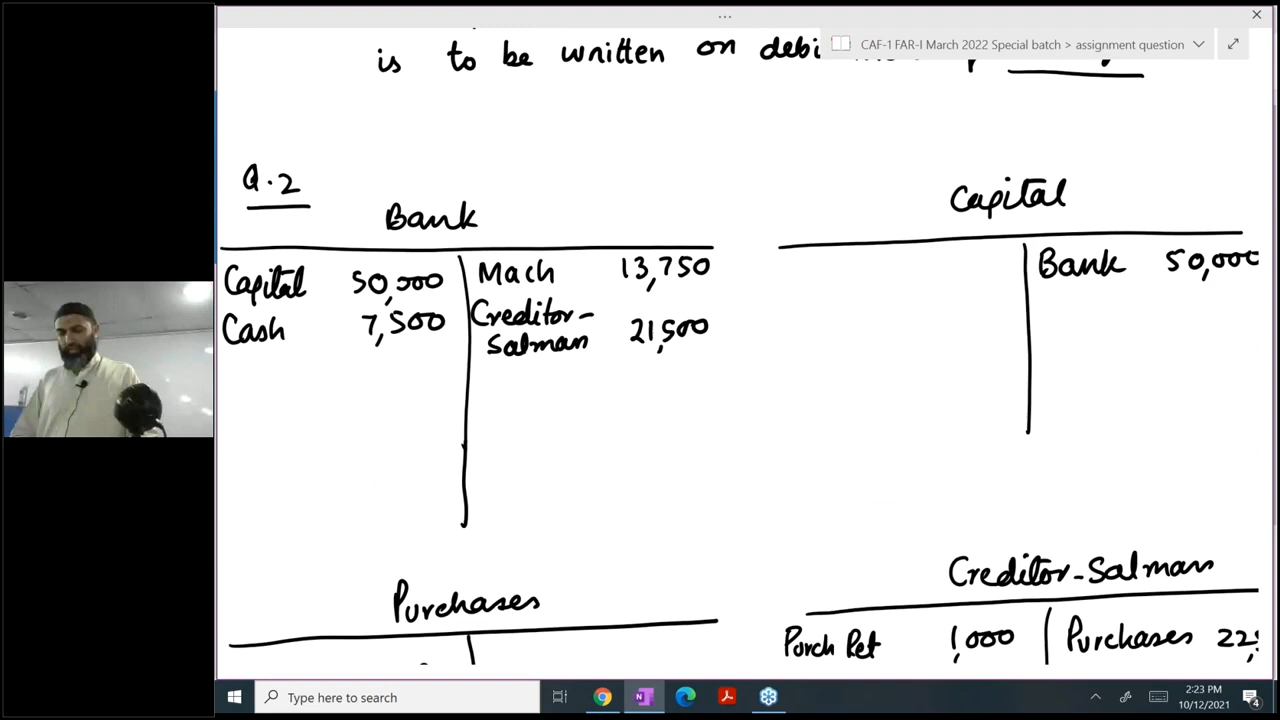 CAF-1 FAR-I March 2022 Special batch > assignment question
is to be written on debi
Q.2
Bank
Capital 50,000 Mach 13,750
Cash 7,500 Creditor-
Salman 21,500
Capital
Bank 50,000
Purchases
Creditor-Salman
Purch Ret 1,000 Purchases 22,
Type here to search
2:23 PM
10/12/2021
4